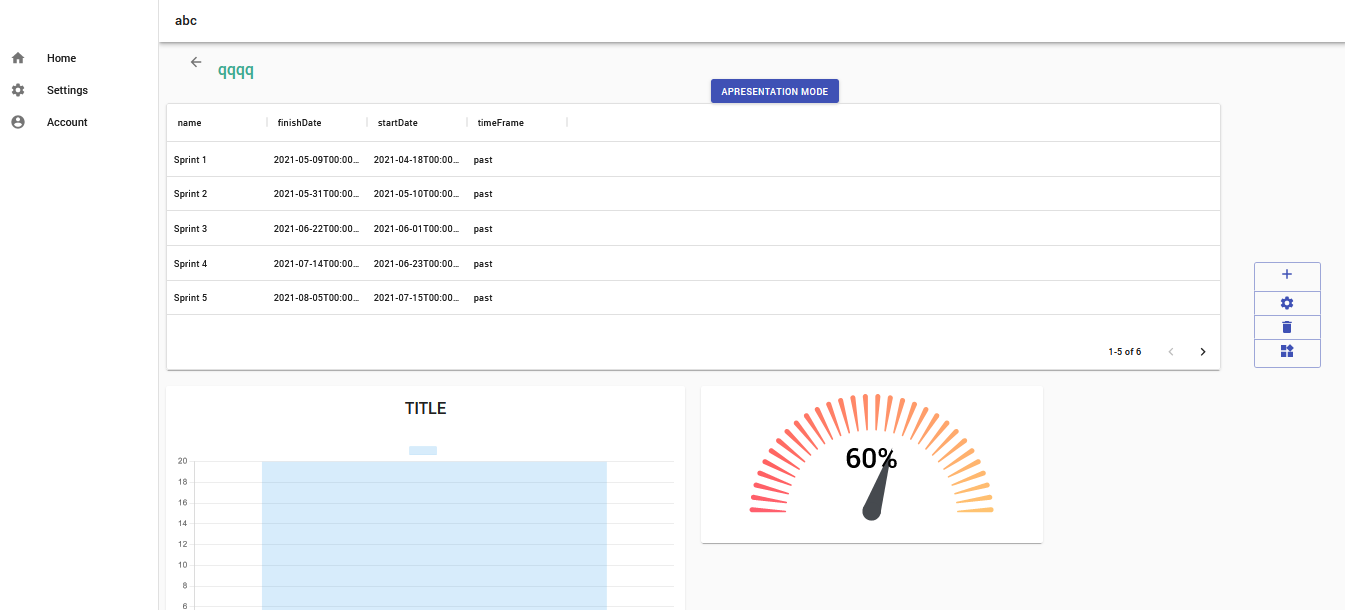 abc
Home
Settings
Account
qqqq
APRESENTATION MODE
name finishDate startDate timeFrame
Sprint 1 2021-05-09T00:00... 2021-04-18T00:00... past
Sprint 2 2021-05-31T00:00... 2021-05-10T00:00... past
Sprint 3 2021-06-22T00:00... 2021-06-01T00:00... past
Sprint 4 2021-07-14T00:00... 2021-06-23T00:00... past
Sprint 5 2021-08-05T00:00... 2021-07-15T00:00... past
1-5 of 6
TITLE
20
18
16
14
12
10
8
6
60%